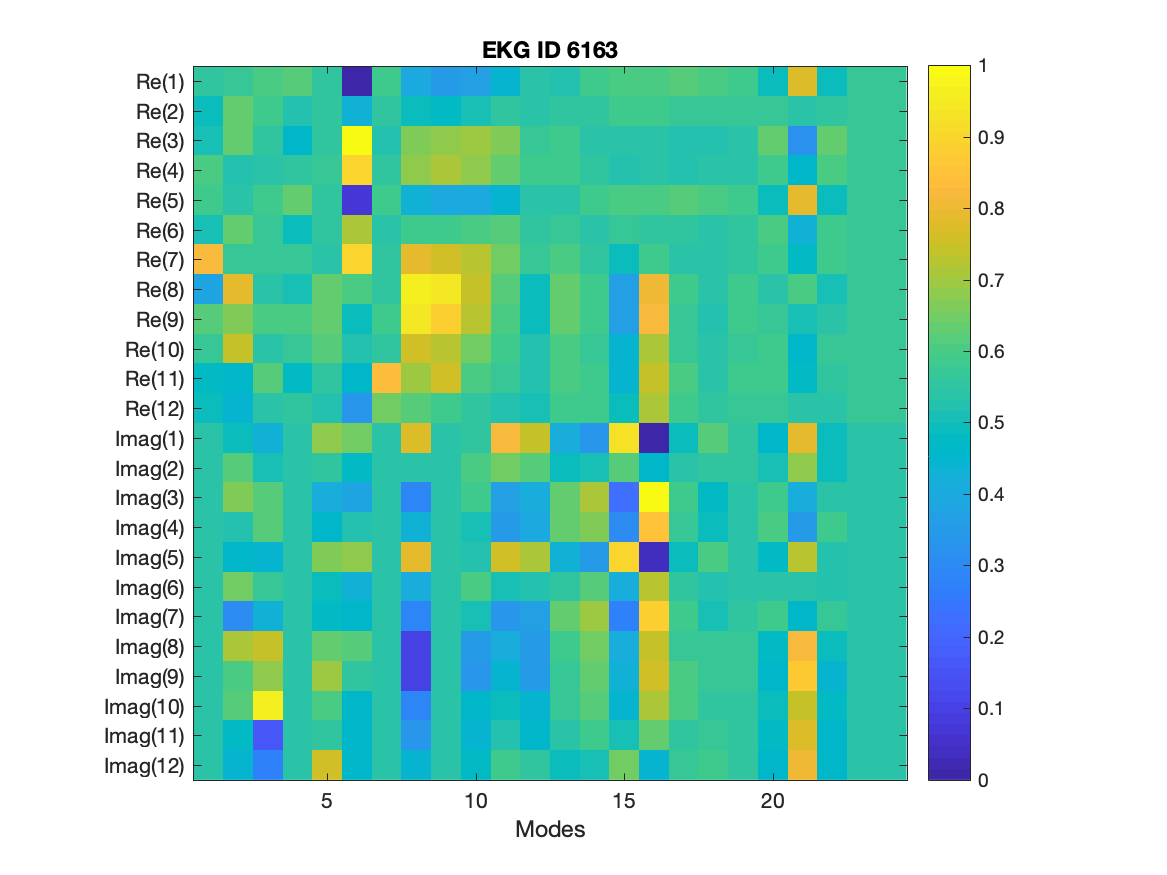 EKG ID 6163
Re(1)
Re(2)
Re(3)
Re(4)
Re(5)
Re(6)
Re(7)
Re(8)
Re(9)
Re(10)
Re(11)
Re(12)
Imag(1)
Imag(2)
Imag(3)
Imag(4)
Imag(5)
Imag(6)
Imag(7)
Imag(8)
Imag(9)
Imag(10)
Imag(11)
Imag(12)
5 10 15 20
Modes
1
0.9
0.8
0.7
0.6
0.5
0.4
0.3
0.2
0.1
0